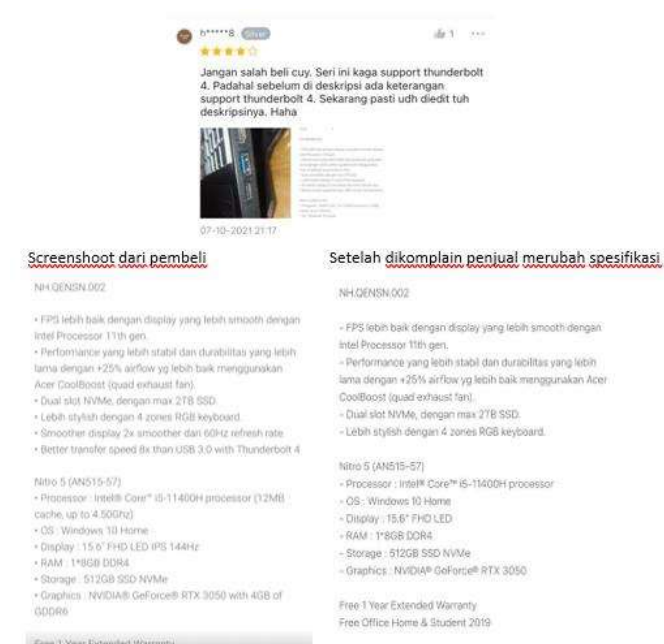 h*****8 Silver
1
Jangan salah beli cuy. Seri ini kaga support thunderbolt
4. Padahal sebelum di deskripsi ada keterangan
support thunderbolt 4. Sekarang pasti udh diedit tuh
deskripsinya. Haha
07-10-2021 21:17
Screenshoot dari pembeli
NH.QENSN.002
• FPS lebih baik dengan display yang lebih smooth dengan
Intel Processor 11th gen.
• Performance yang lebih stabil dan durabilitas yang lebih
lama dengan +25% airflow yg lebih baik menggunakan
Acer CoolBoost (quad exhaust fan).
• Dual slot NVMe, dengan max 2TB SSD.
• Lebih stylish dengan 4 zones RGB keyboard.
• Smoother display 2x smoother dari 60Hz refresh rate
• Better transfer speed 8x than USB 3.0 with Thunderbolt 4
Nitro 5 (AN515-57)
• Processor : Intel® Core™ i5-11400H processor (12MB
cache, up to 4.50Ghz)
• OS : Windows 10 Home
• Display : 15.6" FHD LED IPS 144Hz
• RAM : 1*8GB DDR4
• Storage : 512GB SSD NVMe
• Graphics : NVIDIA® GeForce® RTX 3050 with 4GB of
GDDR6
Free 1 Year Extended Warranty
Setelah dikomplain penjual merubah spesifikasi
NH.QENSN.002
- FPS lebih baik dengan display yang lebih smooth dengan
Intel Processor 11th gen.
- Performance yang lebih stabil dan durabilitas yang lebih
lama dengan +25% airflow yg lebih baik menggunakan Acer
CoolBoost (quad exhaust fan).
- Dual slot NVMe, dengan max 2TB SSD.
- Lebih stylish dengan 4 zones RGB keyboard.
Nitro 5 (AN515-57)
- Processor : Intel® Core™ i5-11400H processor
- OS : Windows 10 Home
- Display : 15.6" FHD LED
- RAM : 1*8GB DDR4
- Storage : 512GB SSD NVMe
- Graphics : NVIDIA® GeForce® RTX 3050
Free 1 Year Extended Warranty
Free Office Home & Student 2019